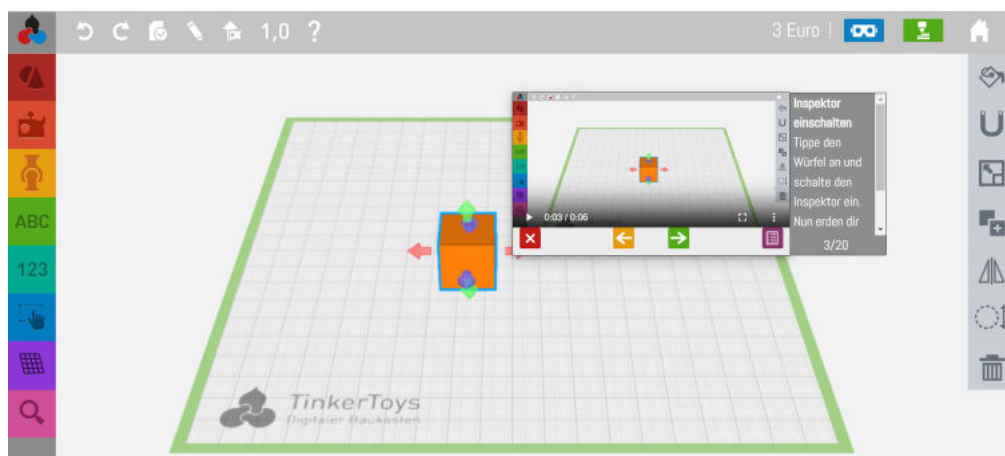 1,0 ?
3 Euro |
ABC
123
Inspektor
einschalten
Tippe den
Würfel an und
schalte den
Inspektor ein.
Nun erden dir
3/20
0:03 / 0:06
TinkerToys
Digitaler Baukasten